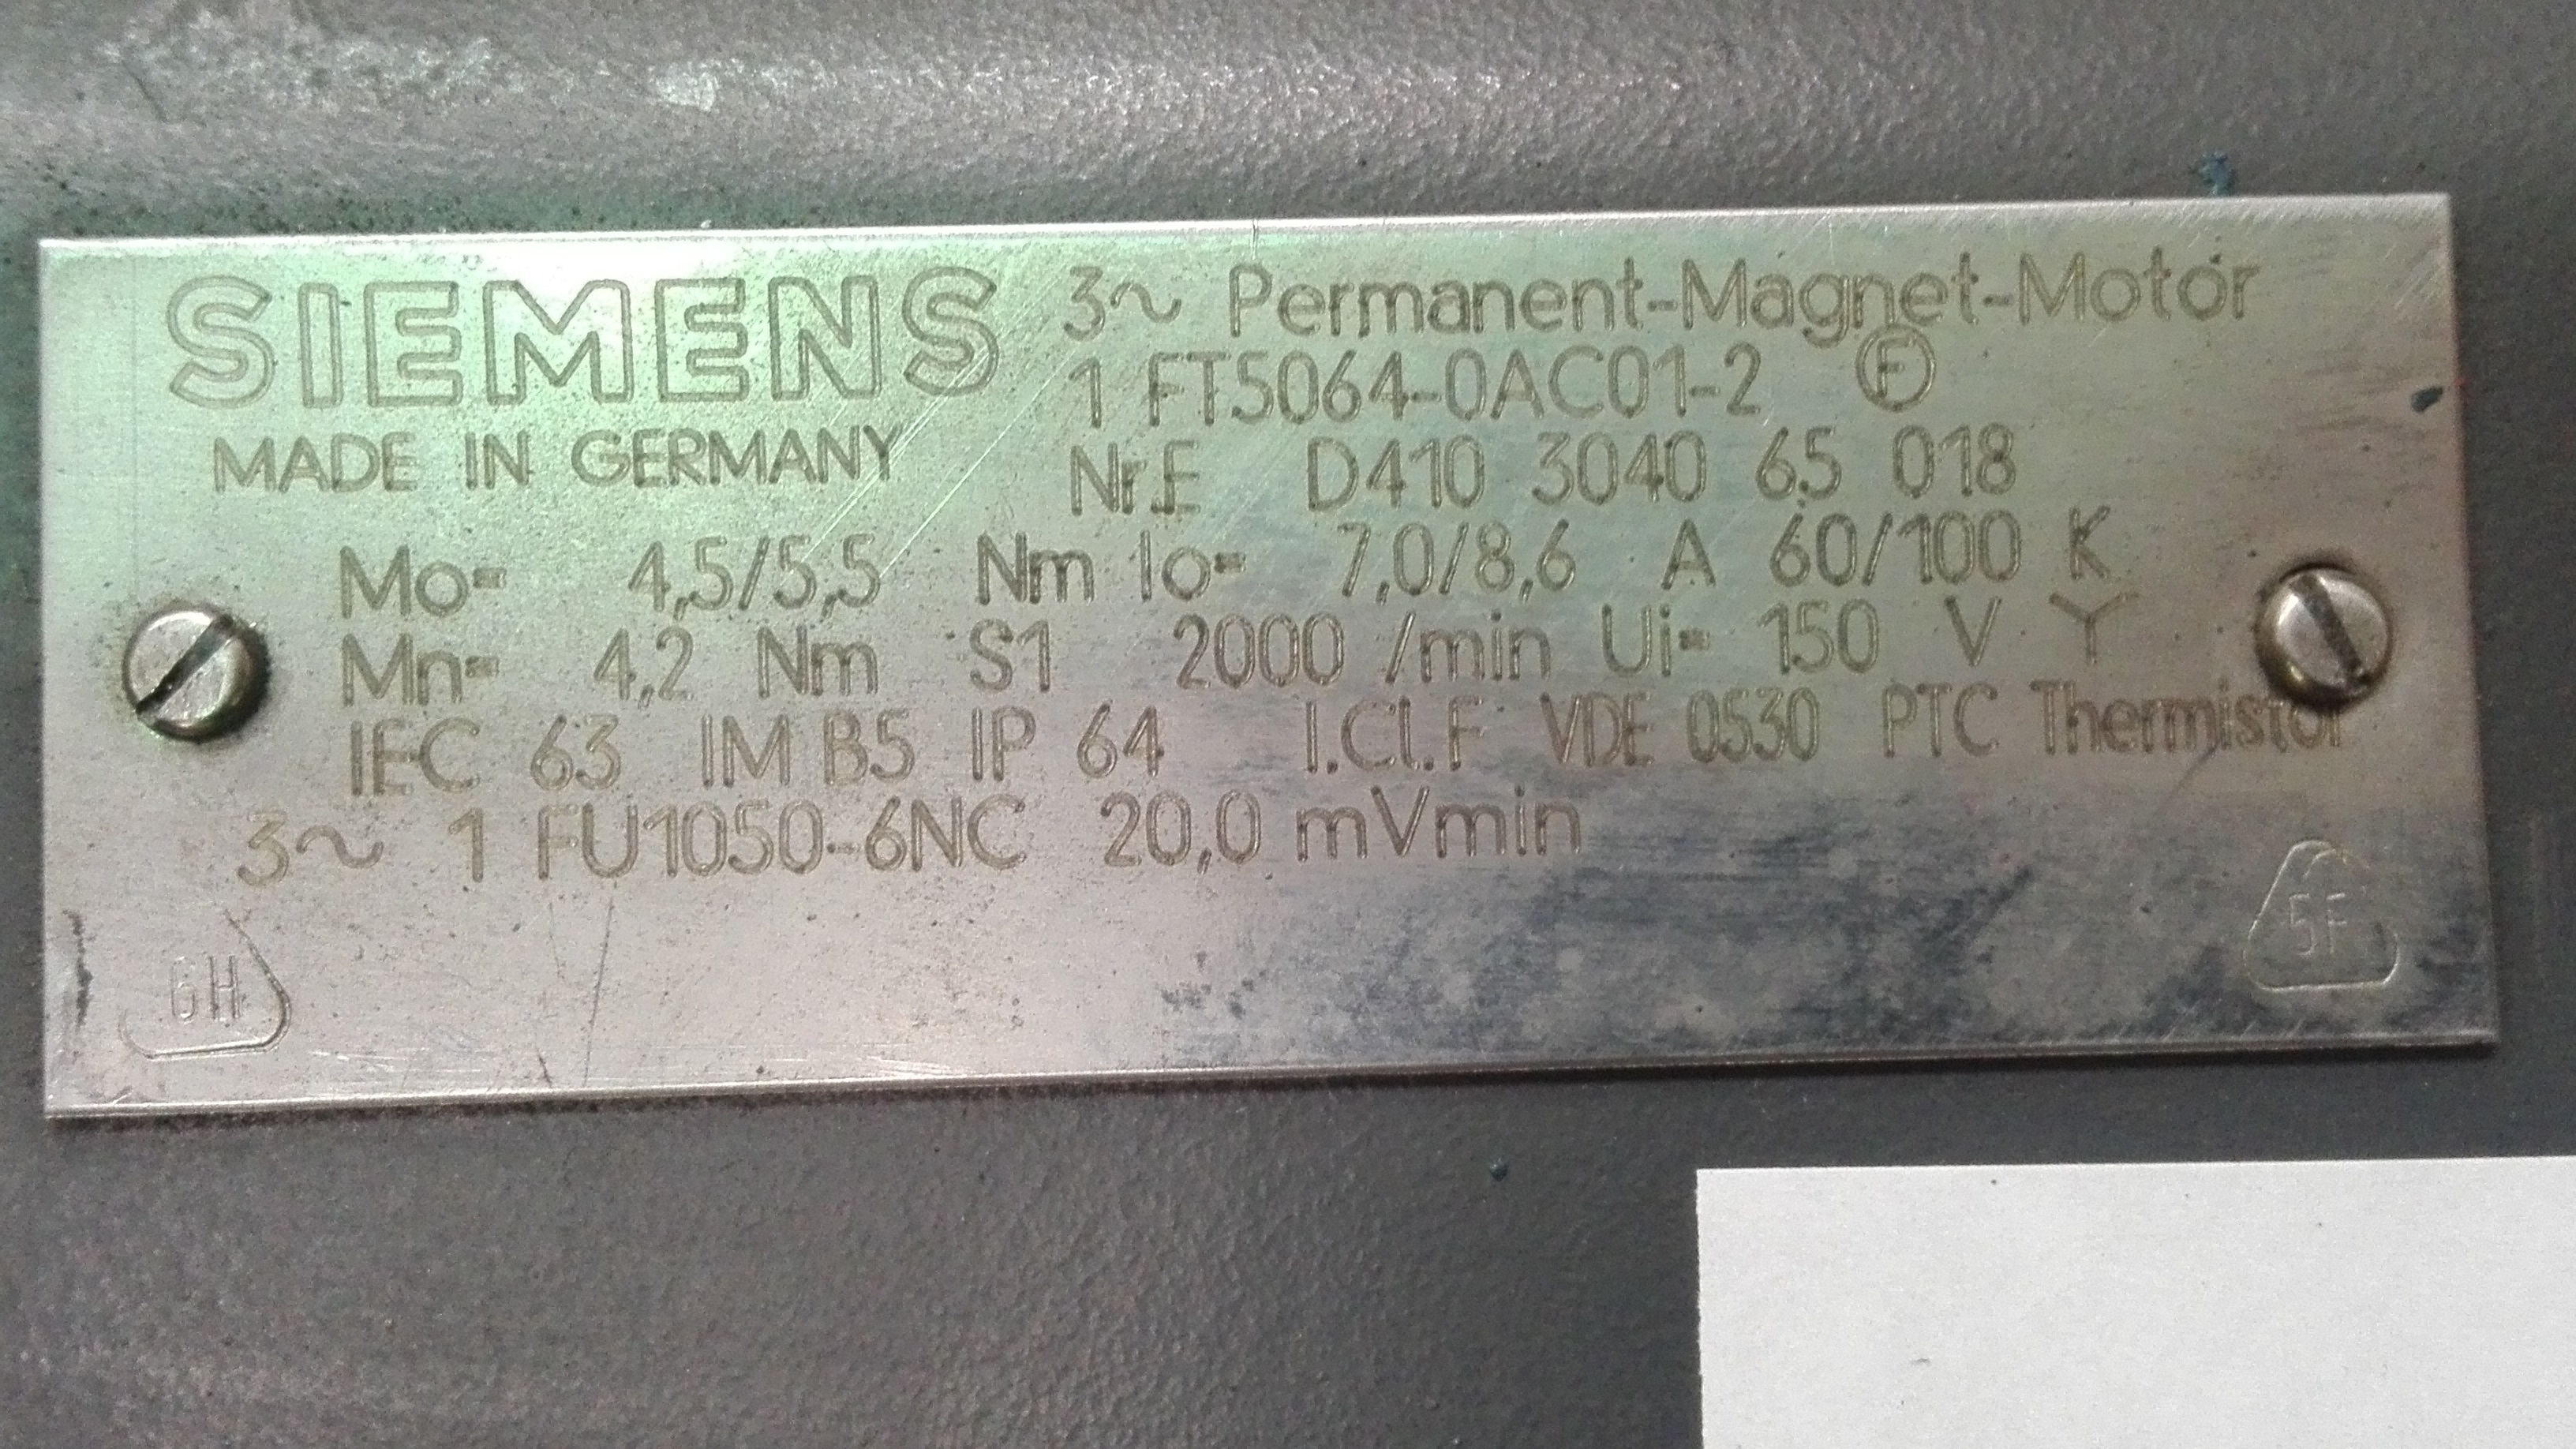 SIEMENS
MADE IN GERMANY
3~ Permanent-Magnet-Motor
1 FT5064-0AC01-2 Ⓕ
Nr.E D410 3040 65 018
Mo= 4,5/5,5 Nm Io= 7,0/8,6 A 60/100 K
Mn= 4,2 Nm S1 2000 /min Ui= 150 V Y
IEC 63 IM B5 IP 64 I.Cl.F VDE 0530 PTC Thermistor
3~ 1 FU1050-6NC 20,0 mVmin
GH
5F